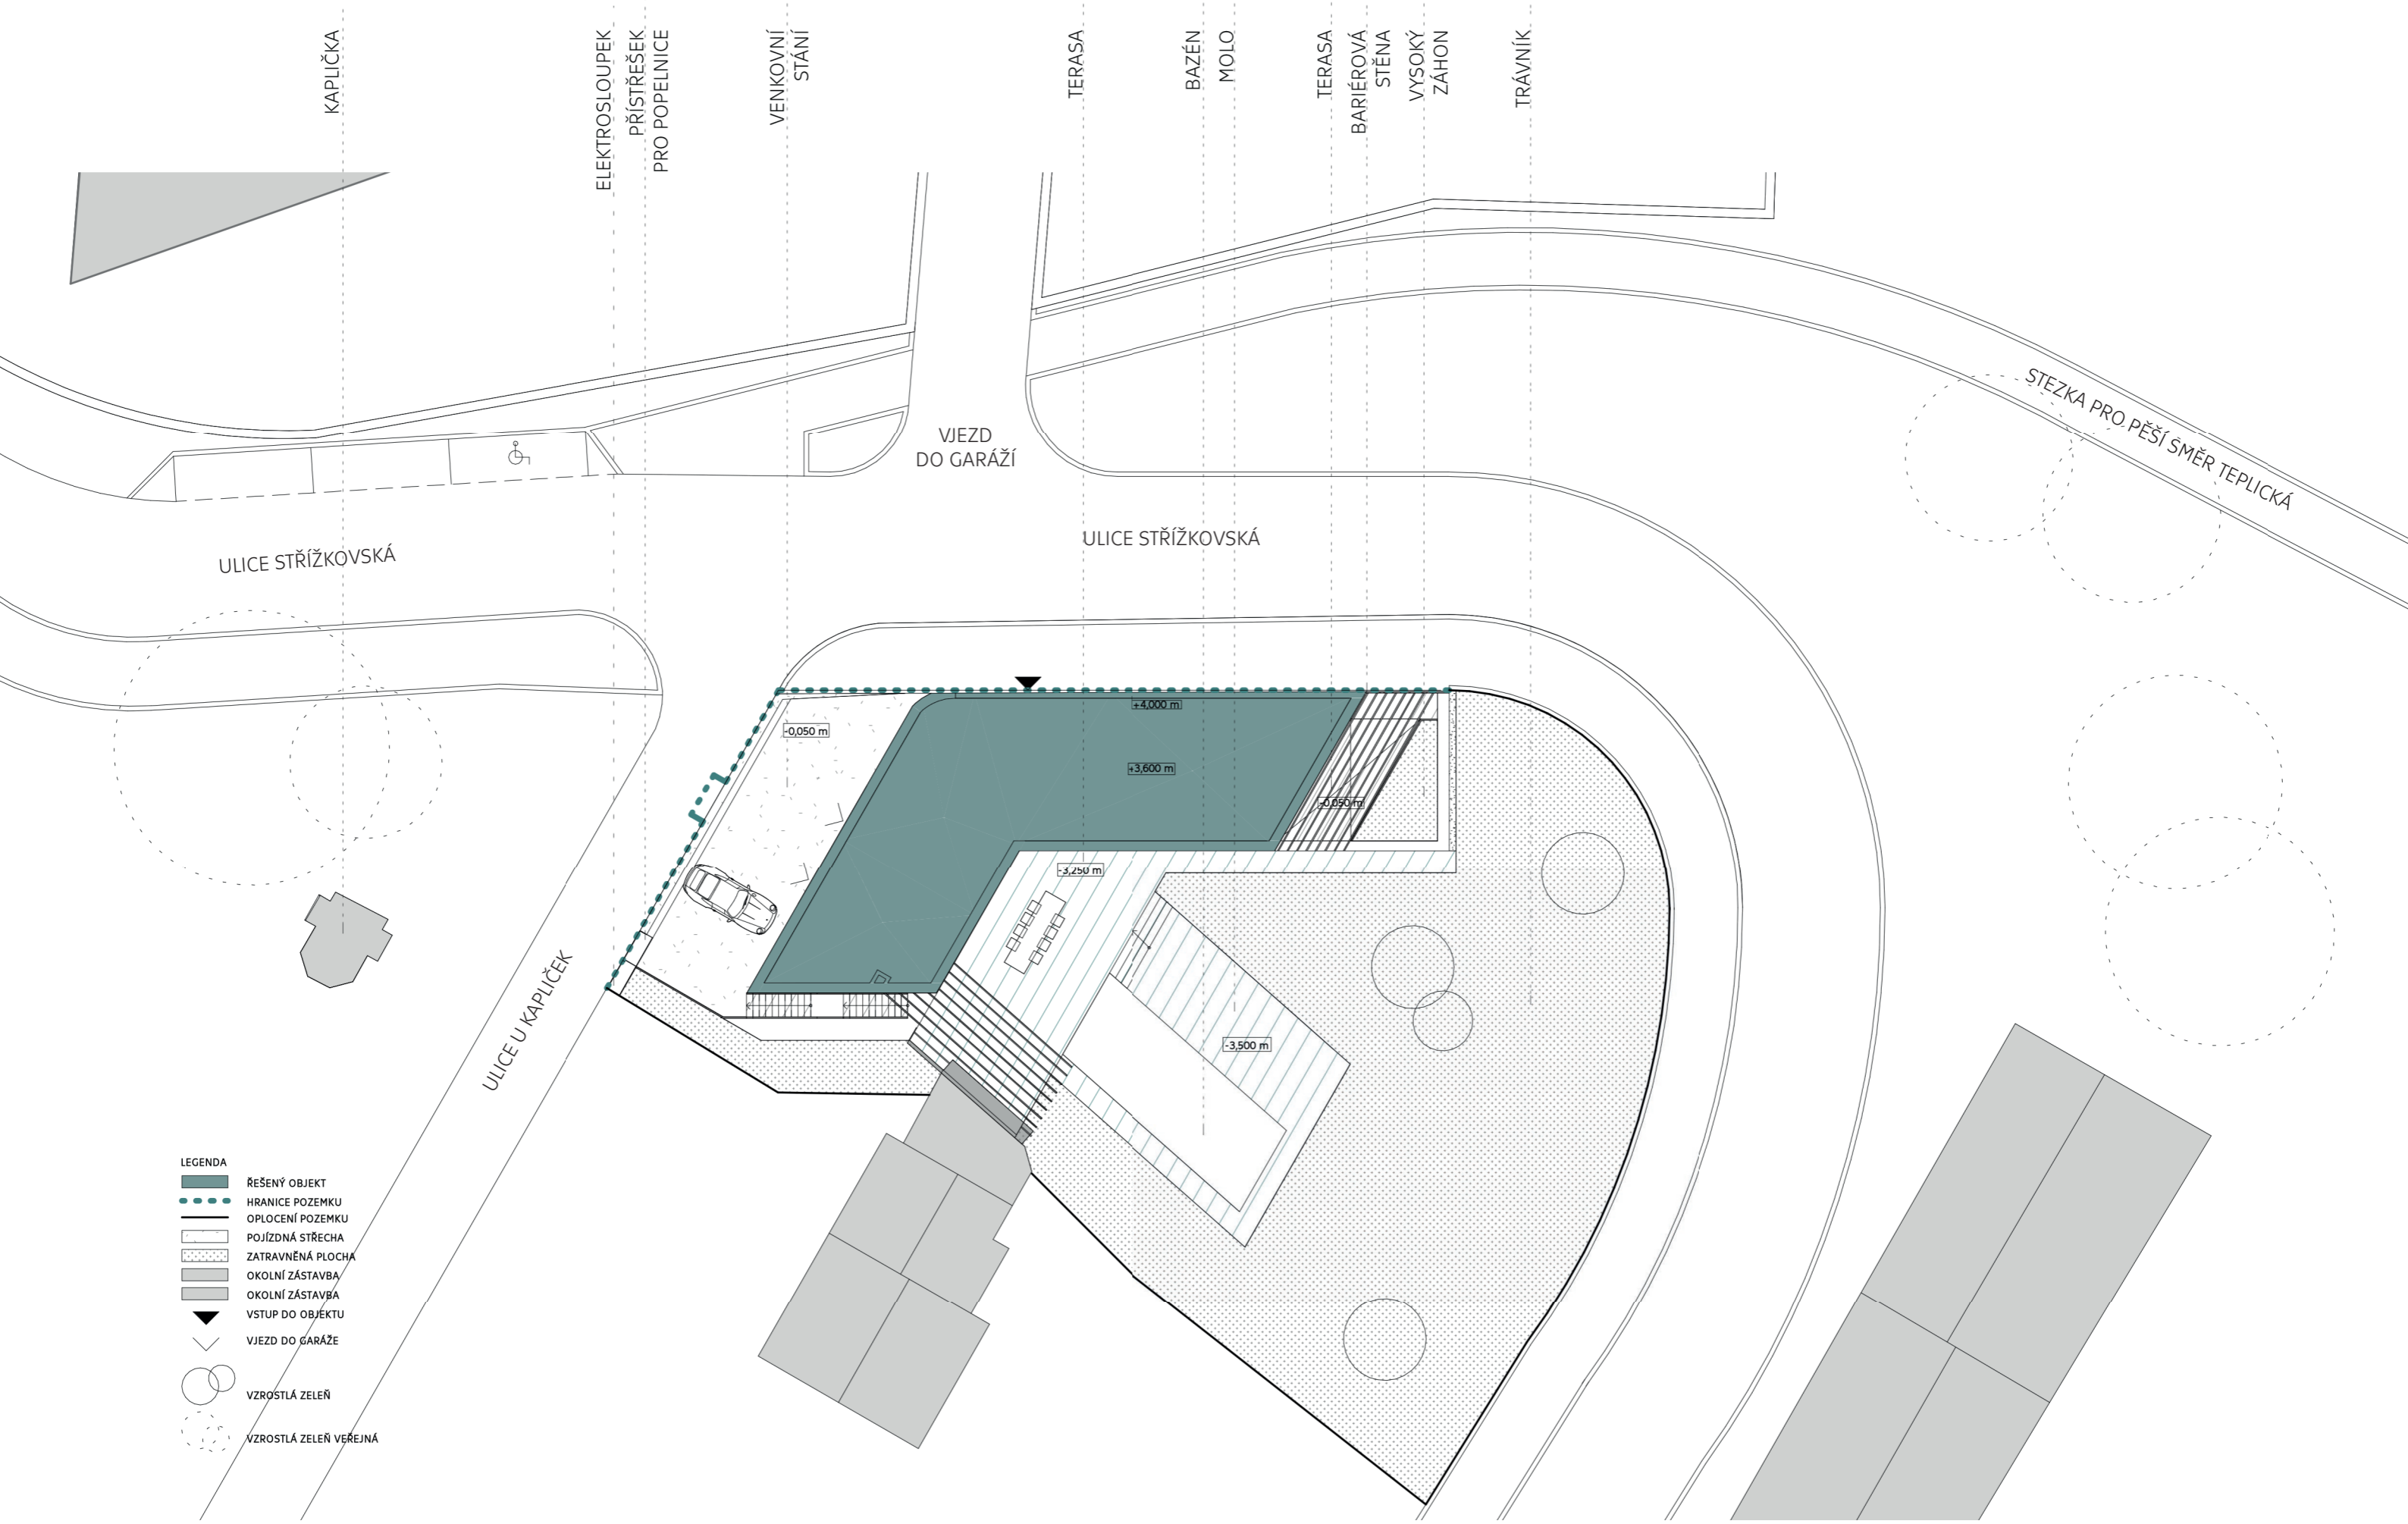 KAPLIČKA
ELEKTROSLOUPEK
PŘÍSTŘEŠEK
PRO POPELNICE
VENKOVNÍ
STÁNÍ
TERASA
BAZÉN
MOLO
TERASA
BARIÉROVÁ
STĚNA
VYSOKÝ
ZÁHON
TRÁVNÍK
STEZKA PRO PĚŠÍ SMĚR TEPLICKÁ
VJEZD
DO GARÁŽÍ
ULICE STŘÍŽKOVSKÁ
ULICE STŘÍŽKOVSKÁ
+4,000 m
-0,050 m
+3,600 m
-0,050 m
-3,250 m
-3,500 m
ULICE U KAPLIČEK
LEGENDA
ŘEŠENÝ OBJEKT
HRANICE POZEMKU
OPLOCENÍ POZEMKU
POJÍZDNÁ STŘECHA
ZATRAVNĚNÁ PLOCHA
OKOLNÍ ZÁSTAVBA
OKOLNÍ ZÁSTAVBA
VSTUP DO OBJEKTU
VJEZD DO GARÁŽE
VZROSTLÁ ZELEŇ
VZROSTLÁ ZELEŇ VEŘEJNÁ